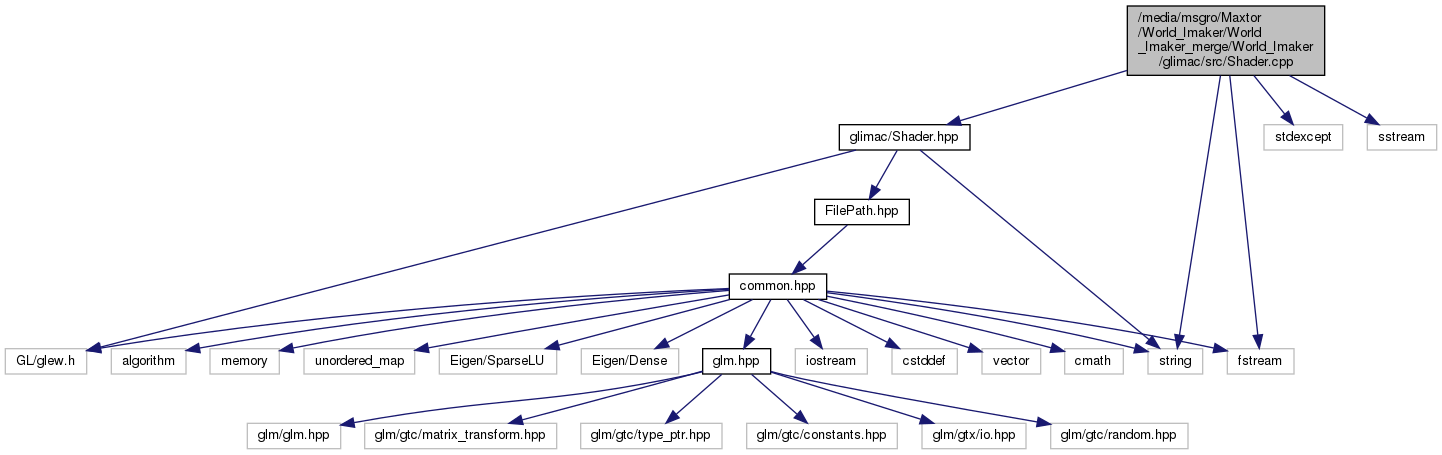 /media/msgro/Maxtor
/World_Imaker/World
_Imaker_merge/World_Imaker
/glimac/src/Shader.cpp
glimac/Shader.hpp
stdexcept
sstream
FilePath.hpp
common.hpp
GL/glew.h
algorithm
memory
unordered_map
Eigen/SparseLU
Eigen/Dense
glm.hpp
iostream
cstddef
vector
cmath
string
fstream
glm/glm.hpp
glm/gtc/matrix_transform.hpp
glm/gtc/type_ptr.hpp
glm/gtc/constants.hpp
glm/gtx/io.hpp
glm/gtc/random.hpp